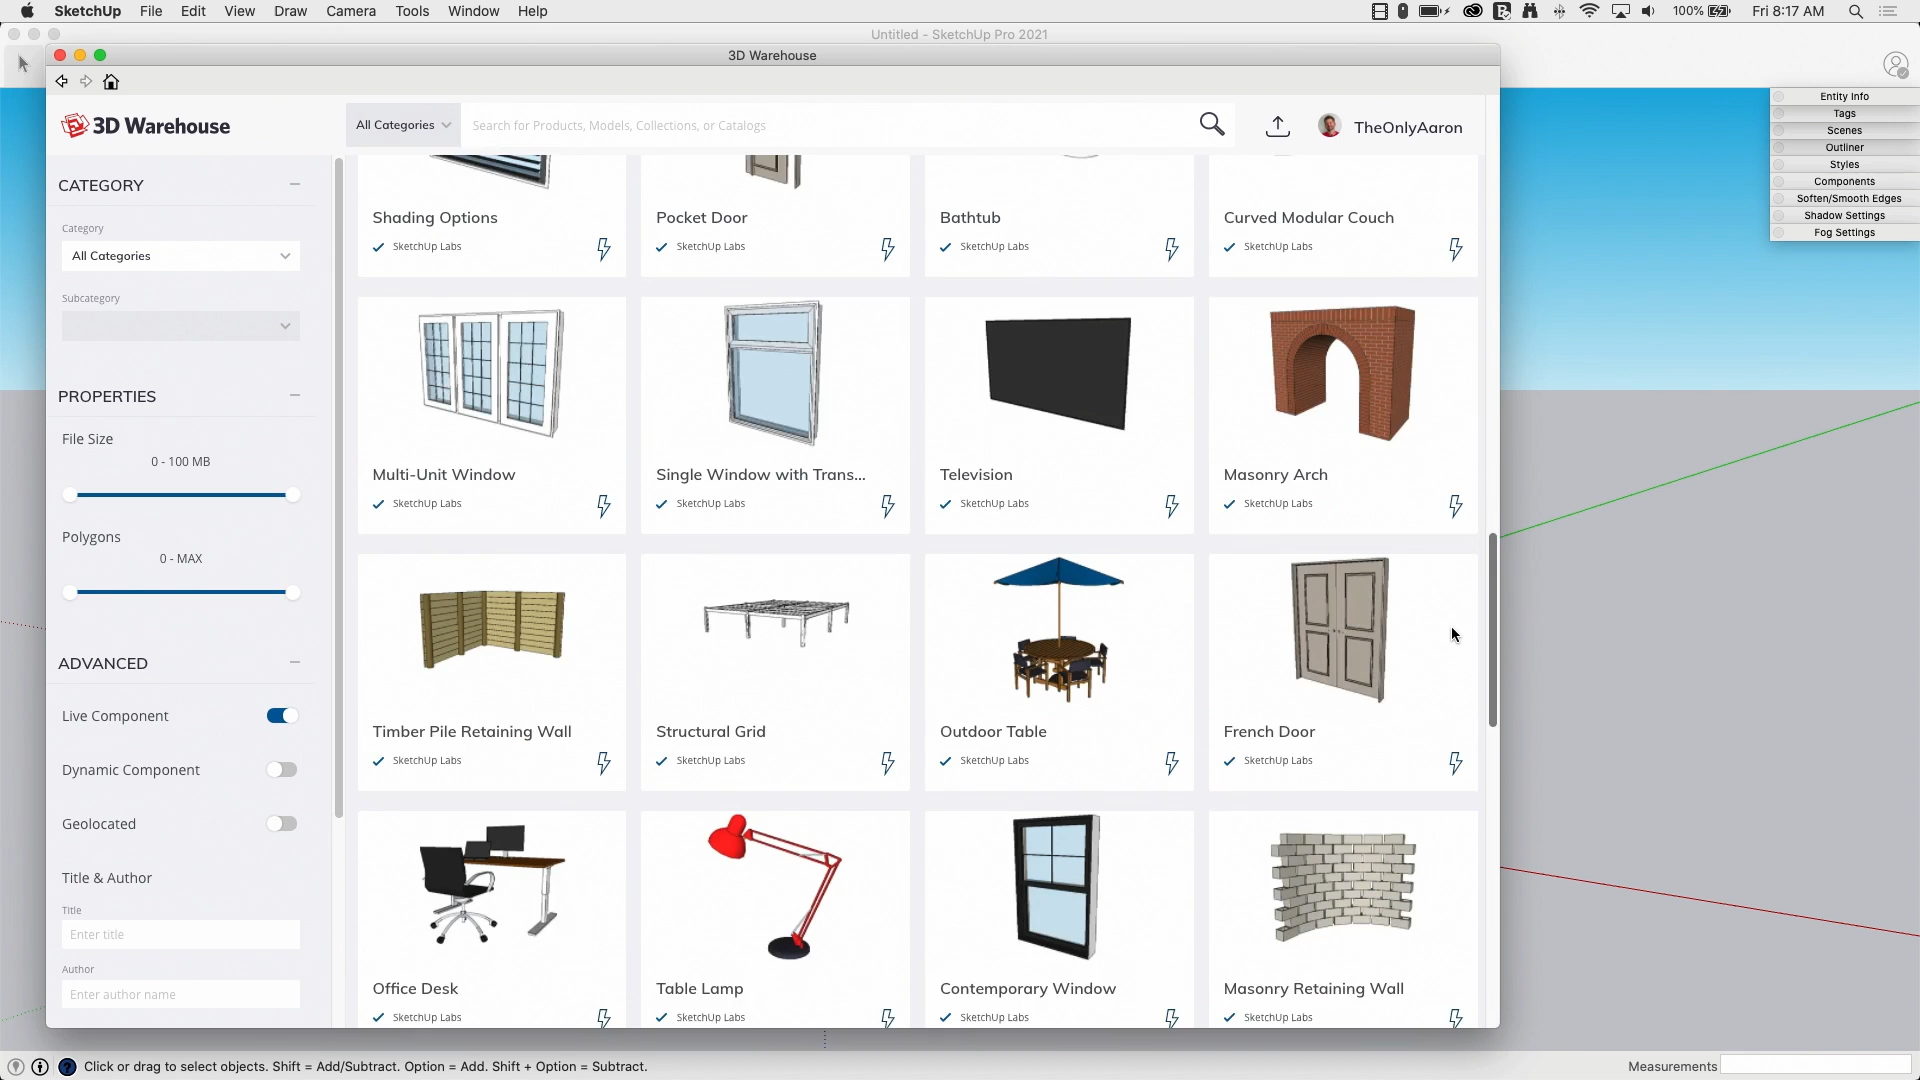 SketchUp File Edit View Draw Camera Tools Window Help
100% Fri 8:17 AM
Untitled - SketchUp Pro 2021
3D Warehouse
3D Warehouse
All Categories
Search for Products, Models, Collections, or Catalogs
TheOnlyAaron
CATEGORY
Category
All Categories
Subcategory
PROPERTIES
File Size
0 - 100 MB
Polygons
0 - MAX
ADVANCED
Live Component
Dynamic Component
Geolocated
Title & Author
Title
Enter title
Author
Enter author name
Shading Options
SketchUp Labs
Pocket Door
SketchUp Labs
Bathtub
SketchUp Labs
Curved Modular Couch
SketchUp Labs
Multi-Unit Window
SketchUp Labs
Single Window with Trans...
SketchUp Labs
Television
SketchUp Labs
Masonry Arch
SketchUp Labs
Timber Pile Retaining Wall
SketchUp Labs
Structural Grid
SketchUp Labs
Outdoor Table
SketchUp Labs
French Door
SketchUp Labs
Office Desk
SketchUp Labs
Table Lamp
SketchUp Labs
Contemporary Window
SketchUp Labs
Masonry Retaining Wall
SketchUp Labs
Entity Info
Tags
Scenes
Outliner
Styles
Components
Soften/Smooth Edges
Shadow Settings
Fog Settings
Click or drag to select objects. Shift = Add/Subtract. Option = Add. Shift + Option = Subtract.
Measurements